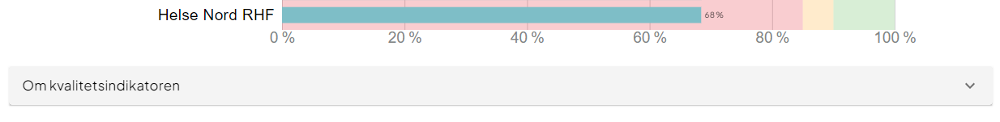 Helse Nord RHF 68 %
0 % 20 % 40 % 60 % 80 % 100 %
Om kvalitetsindikatoren